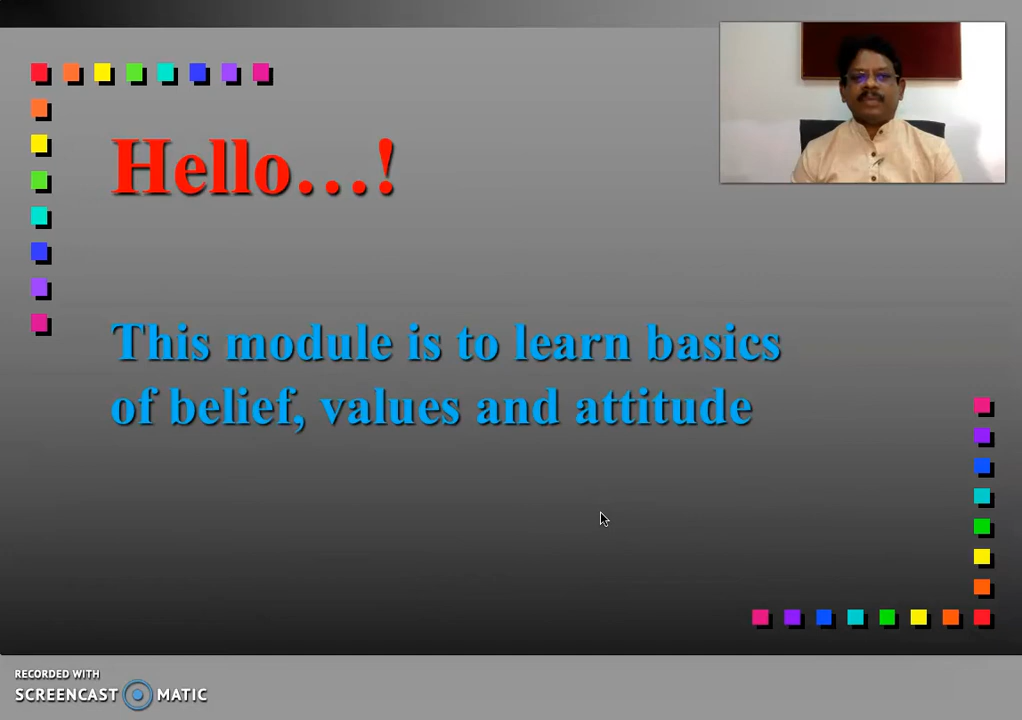 Hello...!
This module is to learn basics
of belief, values and attitude
RECORDED WITH
SCREENCAST MATIC